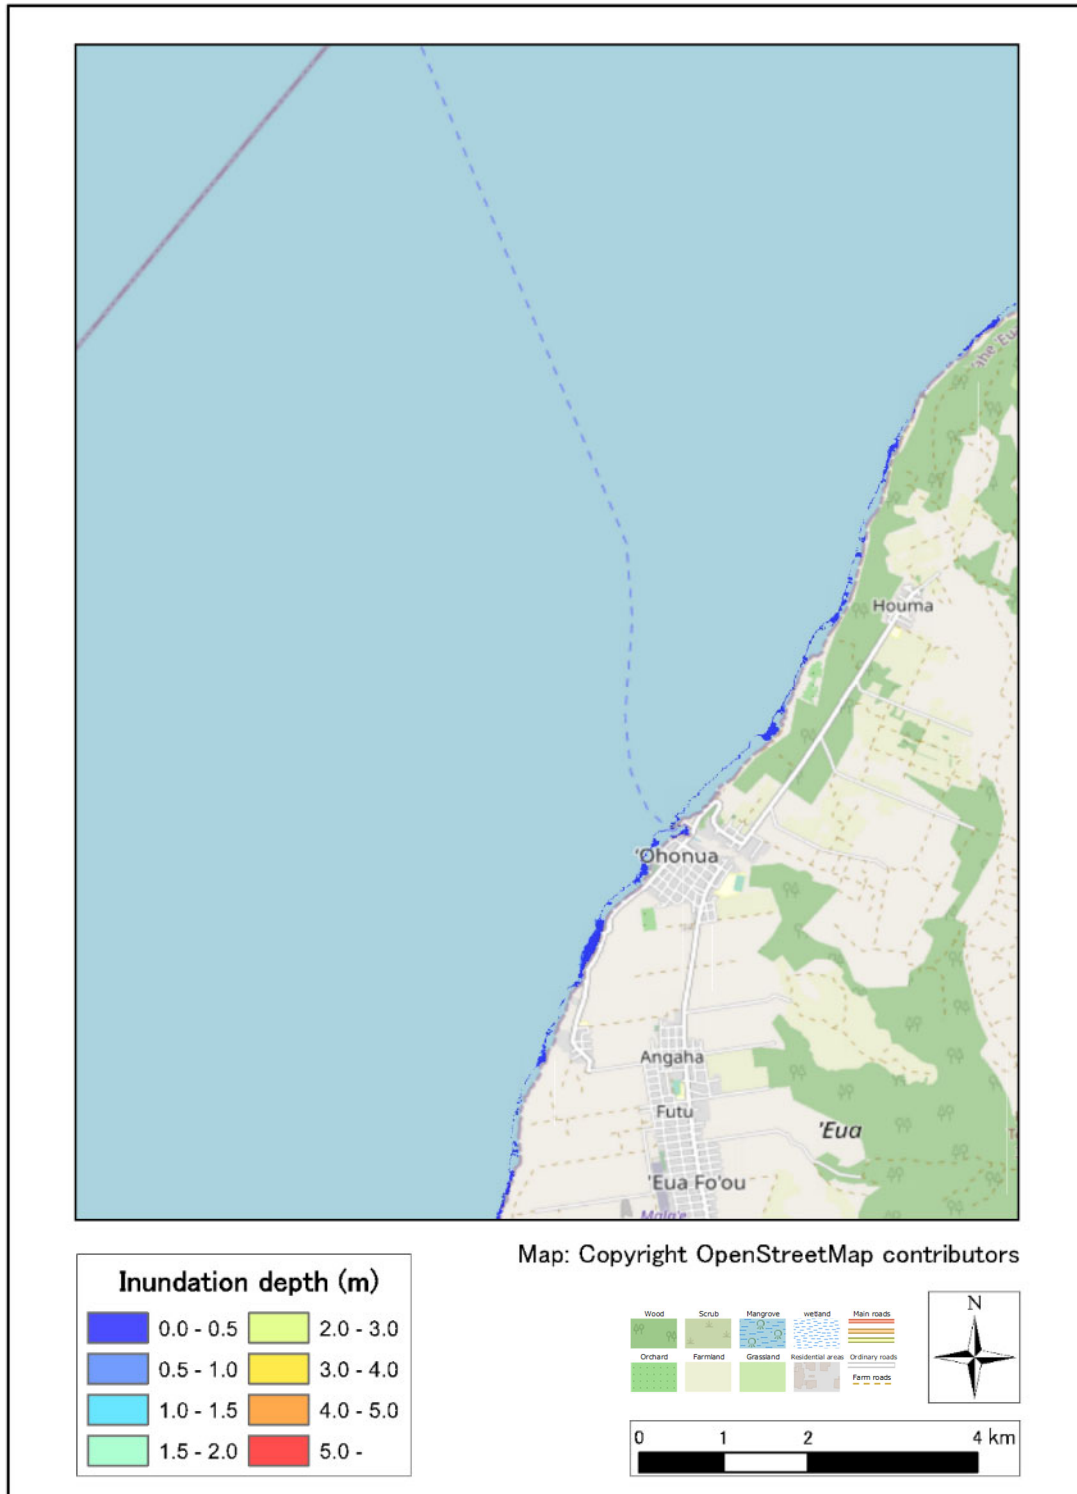 'ahe 'Eu
Houma
'Ohonua
Angaha
Futu
'Eua
'Eua Fo'ou
Mala'e
Map: Copyright OpenStreetMap contributors
Inundation depth (m)
0.0 - 0.5
2.0 - 3.0
0.5 - 1.0
3.0 - 4.0
1.0 - 1.5
4.0 - 5.0
1.5 - 2.0
5.0 -
Wood
Scrub
Mangrove
wetland
Main roads
Orchard
Farmland
Grassland
Residential areas
Ordinary roads
Farm roads
N
0 1 2 4 km